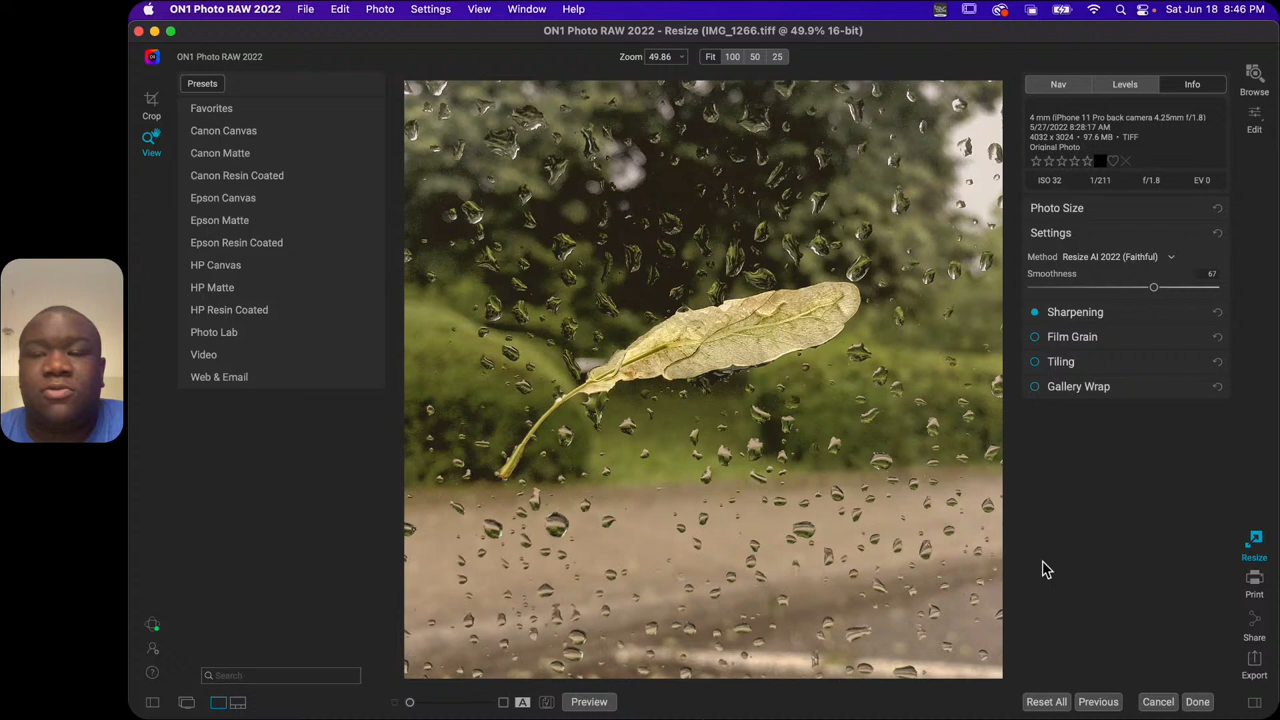 ON1 Photo RAW 2022 File Edit Photo Settings View Window Help Sat Jun 18 8:46 PM
ON1 Photo RAW 2022 - Resize (IMG_1266.tiff @ 49.9% 16-bit)
ON1 Photo RAW 2022
Zoom 49.86 Fit 100 50 25
Presets
Favorites
Canon Canvas
Canon Matte
Canon Resin Coated
Epson Canvas
Epson Matte
Epson Resin Coated
HP Canvas
HP Matte
HP Resin Coated
Photo Lab
Video
Web & Email
Crop
View
Nav Levels Info
4 mm (iPhone 11 Pro back camera 4.25mm f/1.8)
5/27/2022 8:28:17 AM
4032 x 3024 • 97.6 MB • TIFF
Original Photo
ISO 32 1/211 f/1.8 EV 0
Photo Size
Settings
Method Resize AI 2022 (Faithful)
Smoothness 67
Sharpening
Film Grain
Tiling
Gallery Wrap
Browse
Edit
Resize
Print
Share
Export
Search
A
Preview
Reset All Previous Cancel Done